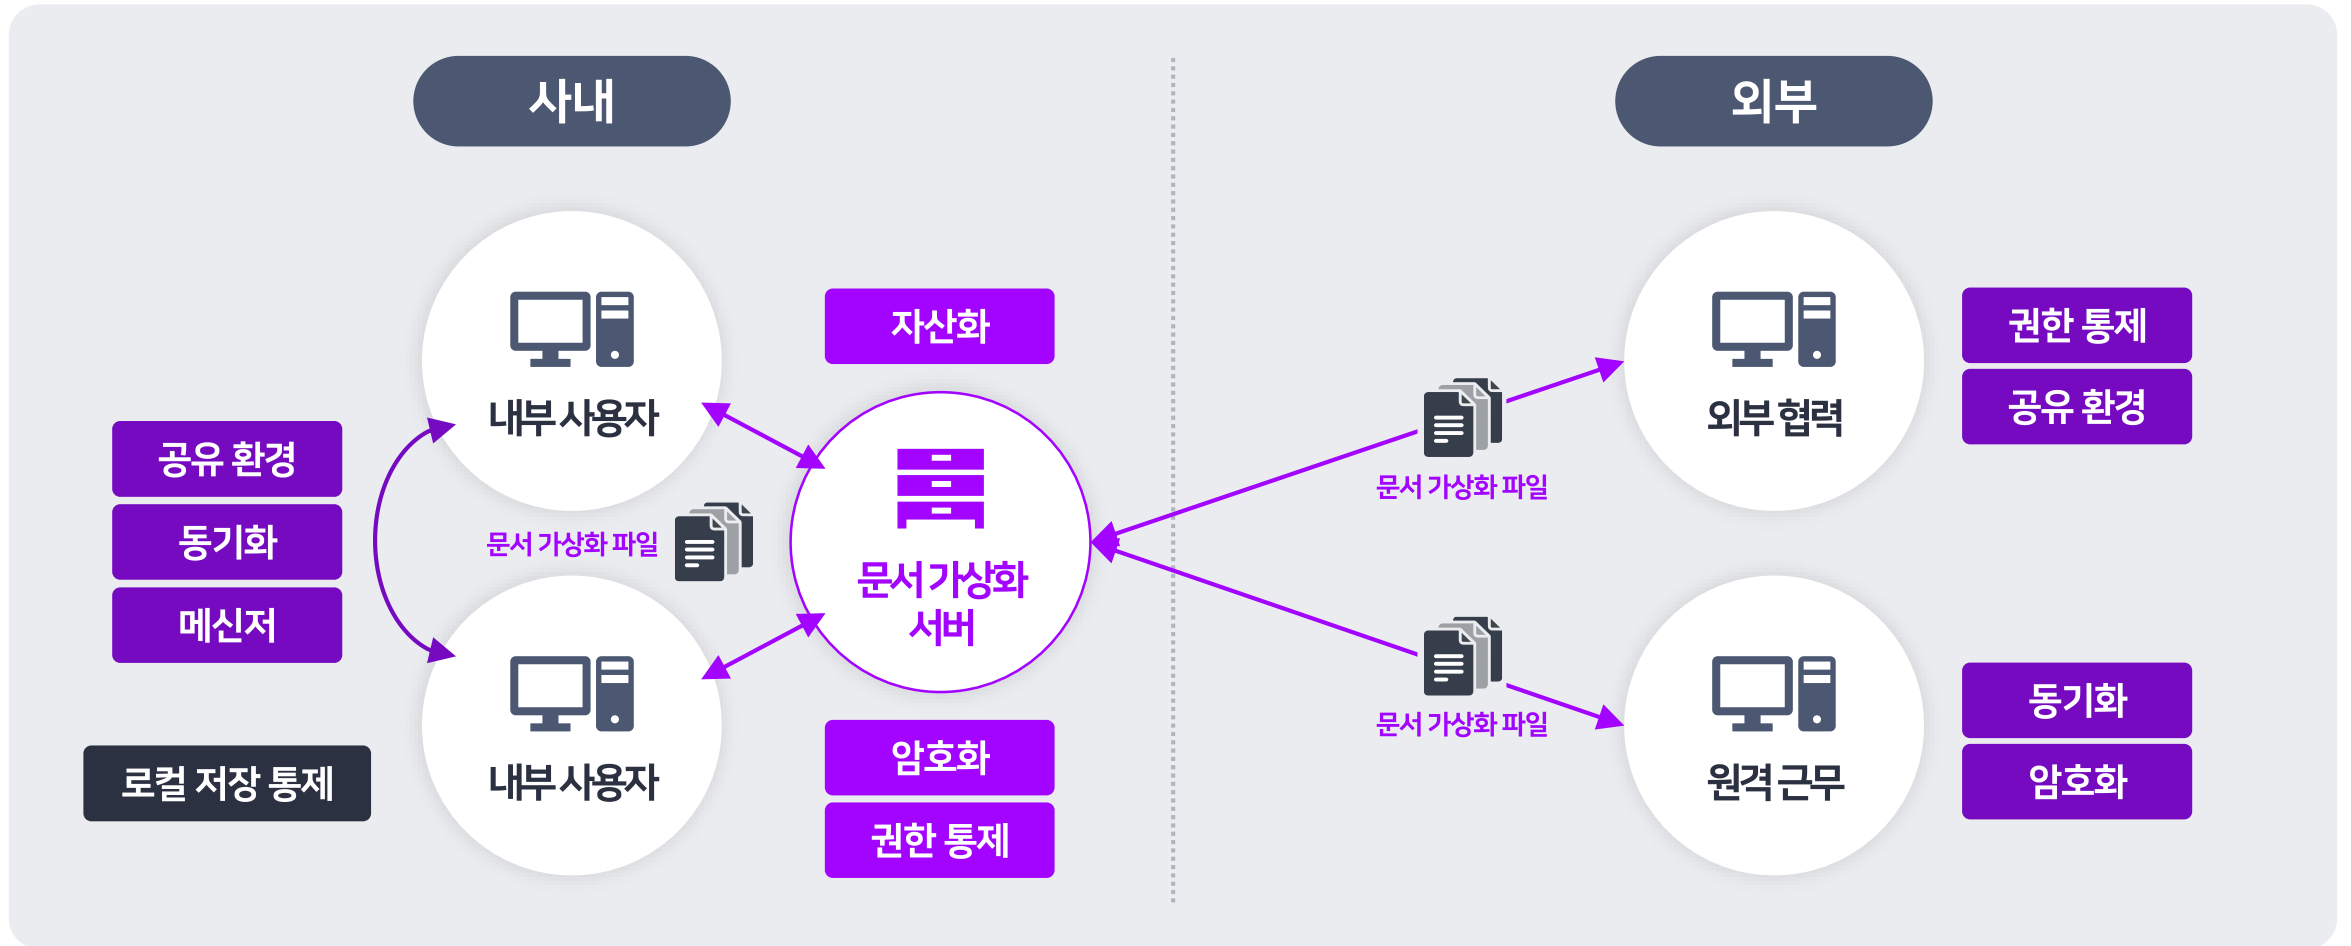 사내
내부 사용자
공유 환경
동기화
메신저
로컬 저장 통제
문서 가상화 파일
내부 사용자
자산화
문서 가상화
서버
암호화
권한 통제
외부
문서 가상화 파일
외부 협력
권한 통제
공유 환경
문서 가상화 파일
원격 근무
동기화
암호화